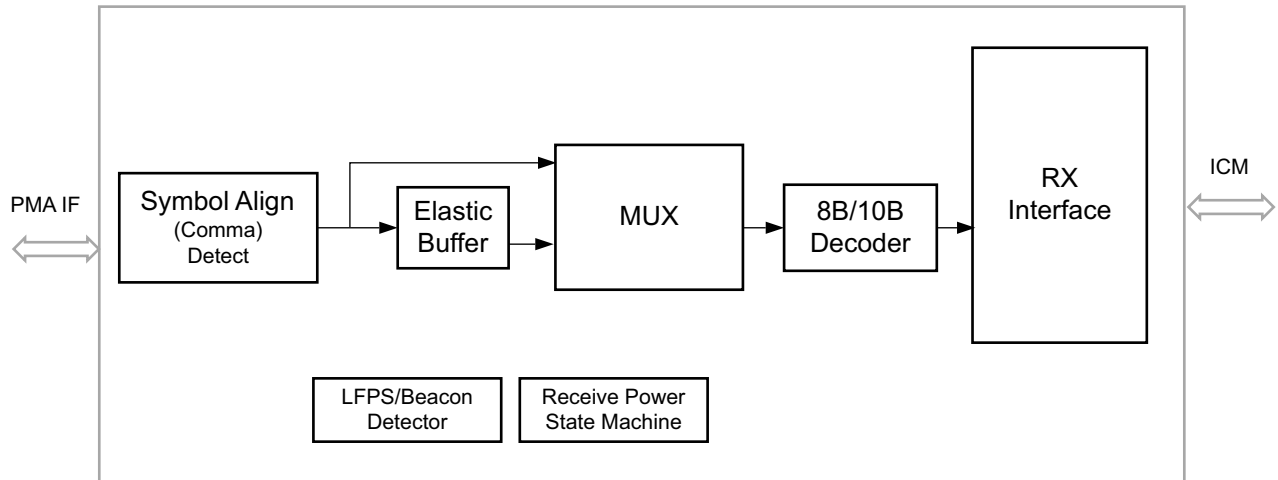 PMA IF
Symbol Align
(Comma)
Detect
Elastic
Buffer
MUX
8B/10B
Decoder
RX
Interface
ICM
LFPS/Beacon
Detector
Receive Power
State Machine